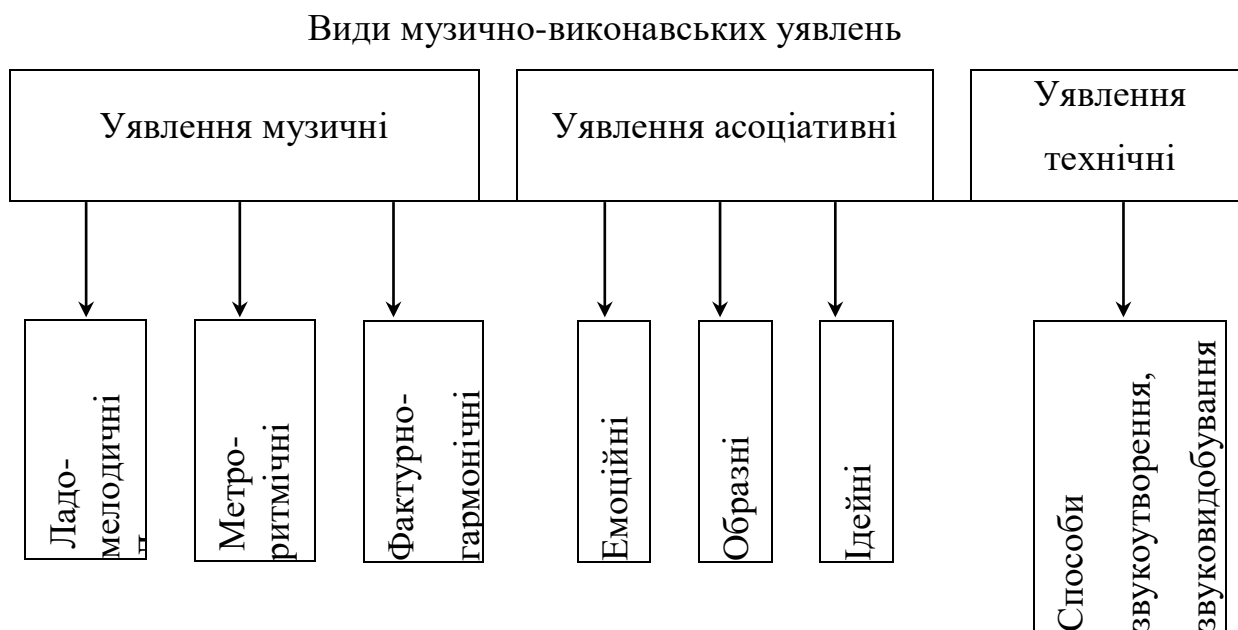 Види музично-виконавських уявлень
Уявлення музичні
Уявлення асоціативні
Уявлення
технічні
Ладо-
мелодичні
Метро-
ритмічні
Фактурно-
гармонічні
Емоційні
Образні
Ідейні
Способи
звукоутворення,
звуковидобування